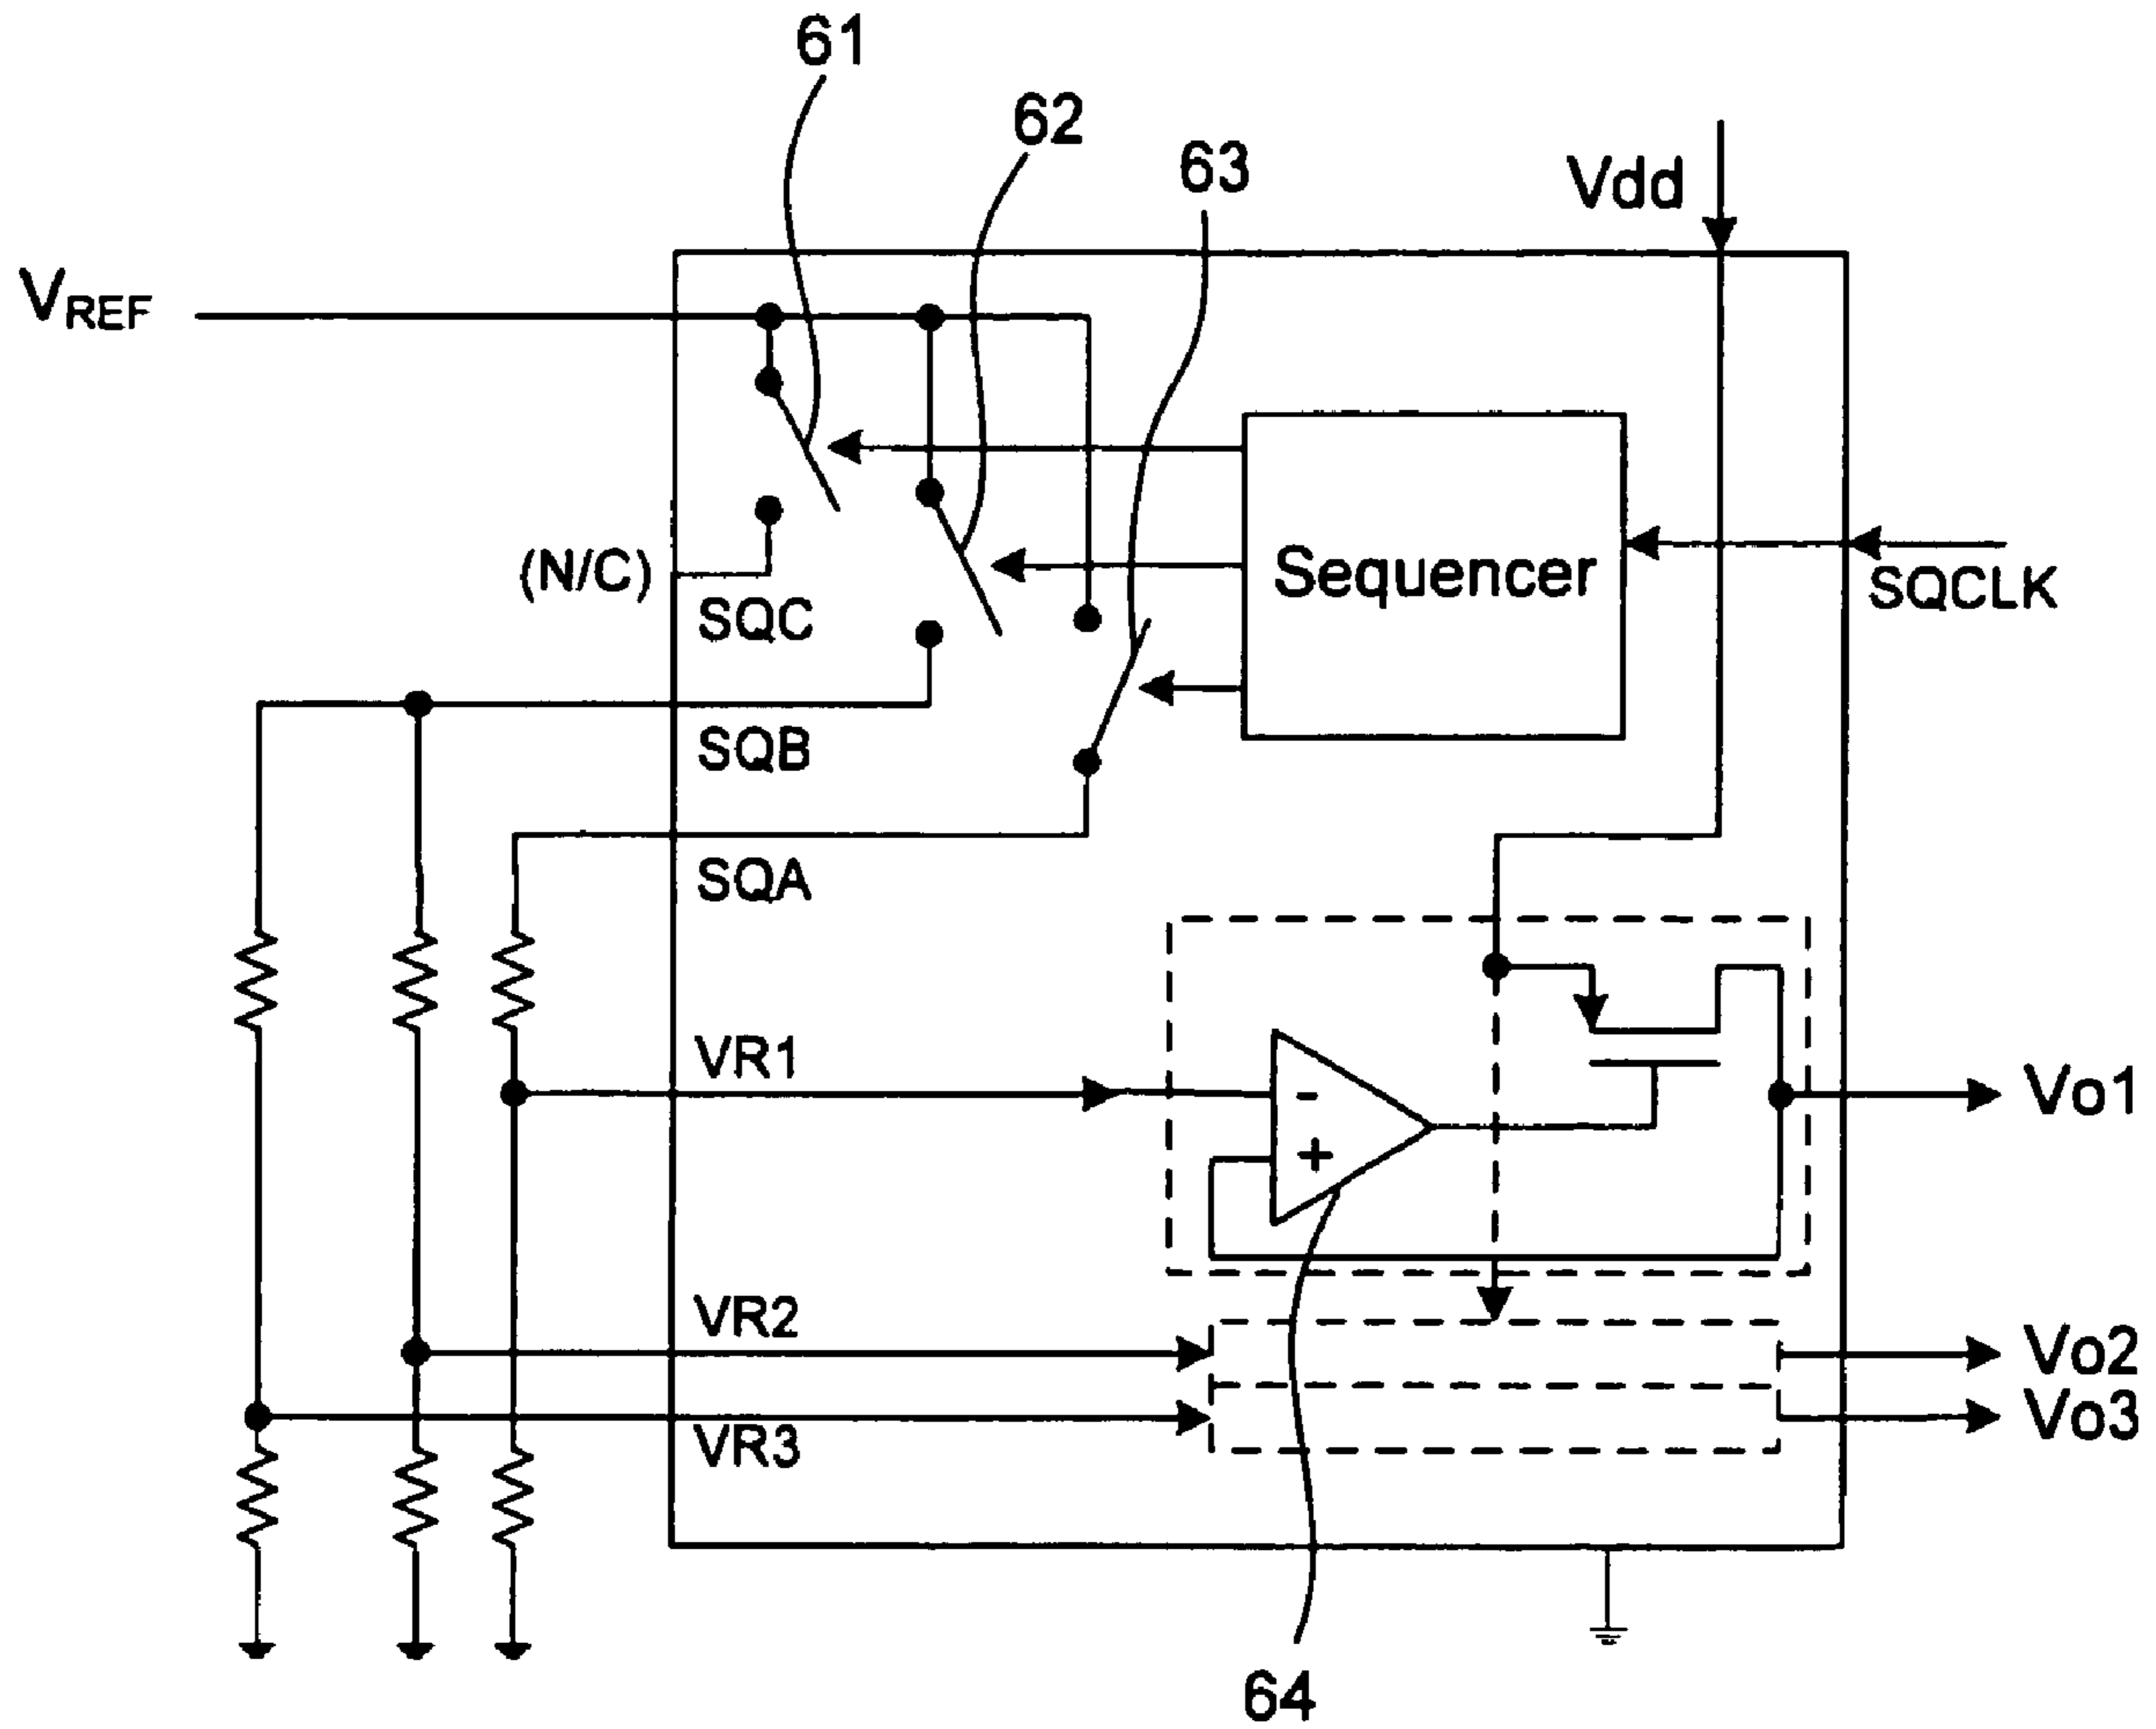 61
62
63
Vdd
VREF
(N/C)
Sequencer
SQCLK
SQC
SQB
SQA
VR1
-
+
Vo1
VR2
Vo2
VR3
Vo3
64